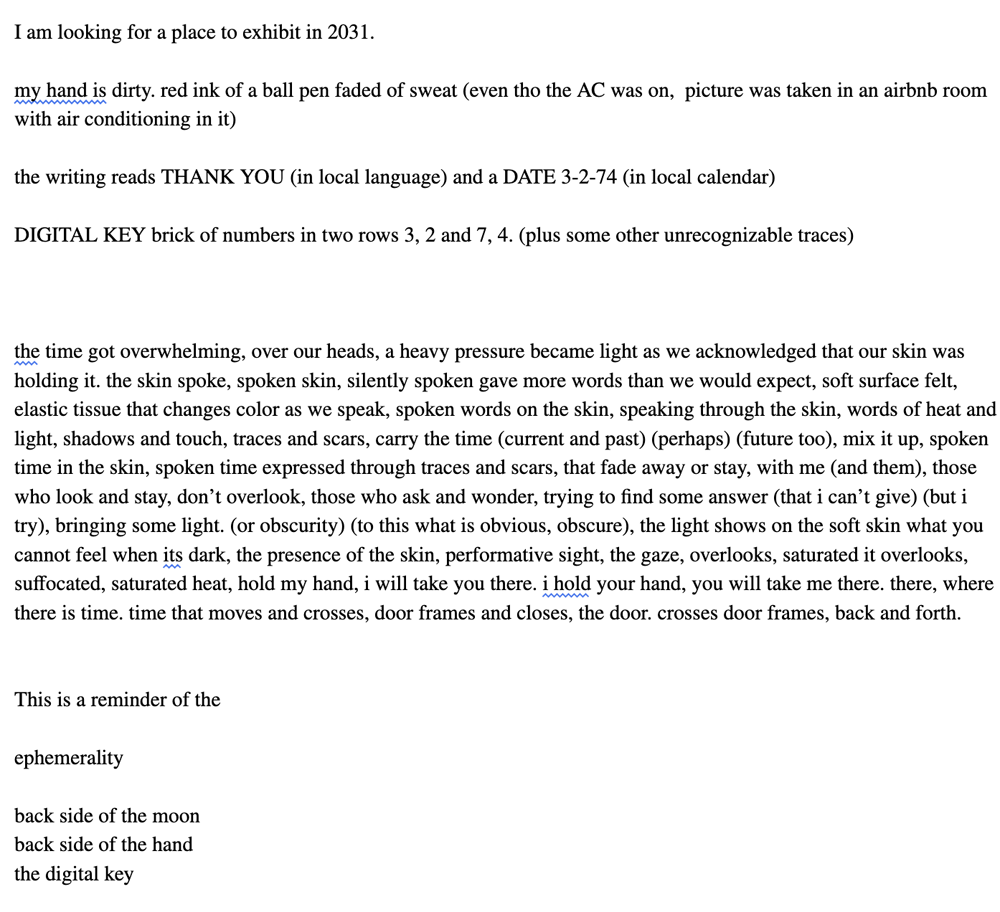 I am looking for a place to exhibit in 2031.
my hand is dirty. red ink of a ball pen faded of sweat (even tho the AC was on,  picture was taken in an airbnb room
with air conditioning in it)
the writing reads THANK YOU (in local language) and a DATE 3-2-74 (in local calendar)
DIGITAL KEY brick of numbers in two rows 3, 2 and 7, 4. (plus some other unrecognizable traces)
the time got overwhelming, over our heads, a heavy pressure became light as we acknowledged that our skin was
holding it. the skin spoke, spoken skin, silently spoken gave more words than we would expect, soft surface felt,
elastic tissue that changes color as we speak, spoken words on the skin, speaking through the skin, words of heat and
light, shadows and touch, traces and scars, carry the time (current and past) (perhaps) (future too), mix it up, spoken
time in the skin, spoken time expressed through traces and scars, that fade away or stay, with me (and them), those
who look and stay, don’t overlook, those who ask and wonder, trying to find some answer (that i can’t give) (but i
try), bringing some light. (or obscurity) (to this what is obvious, obscure), the light shows on the soft skin what you
cannot feel when its dark, the presence of the skin, performative sight, the gaze, overlooks, saturated it overlooks,
suffocated, saturated heat, hold my hand, i will take you there. i hold your hand, you will take me there. there, where
there is time. time that moves and crosses, door frames and closes, the door. crosses door frames, back and forth.
This is a reminder of the
ephemerality
back side of the moon
back side of the hand
the digital key